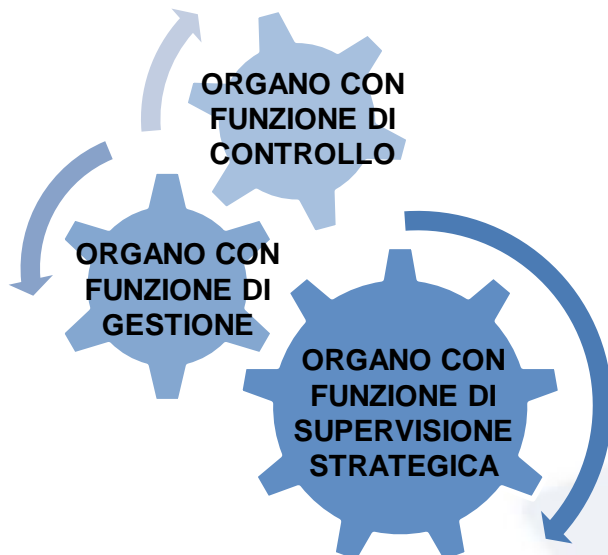 ORGANO CON
FUNZIONE DI
CONTROLLO
ORGANO CON
FUNZIONE DI
GESTIONE
ORGANO CON
FUNZIONE DI
SUPERVISIONE
STRATEGICA